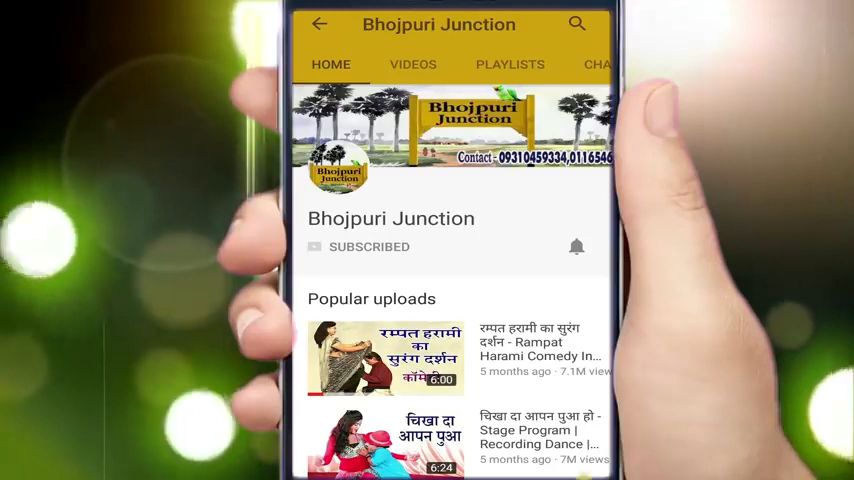 Bhojpuri Junction
HOME VIDEOS PLAYLISTS CHA
Bhojpuri
Junction
Contact - 09310459334,0116546
Bhojpuri
Junction
Bhojpuri Junction
SUBSCRIBED
Popular uploads
रम्पत हरामी
का
सुरंग दर्शन
6:00
रम्पत हरामी का सुरंग
दर्शन - Rampat
Harami Comedy In...
5 months ago · 7.1M view
चिखा दा
आपन पुआ
6:24
चिखा दा आपन पुआ हो -
Stage Program |
Recording Dance |...
5 months ago · 7M views